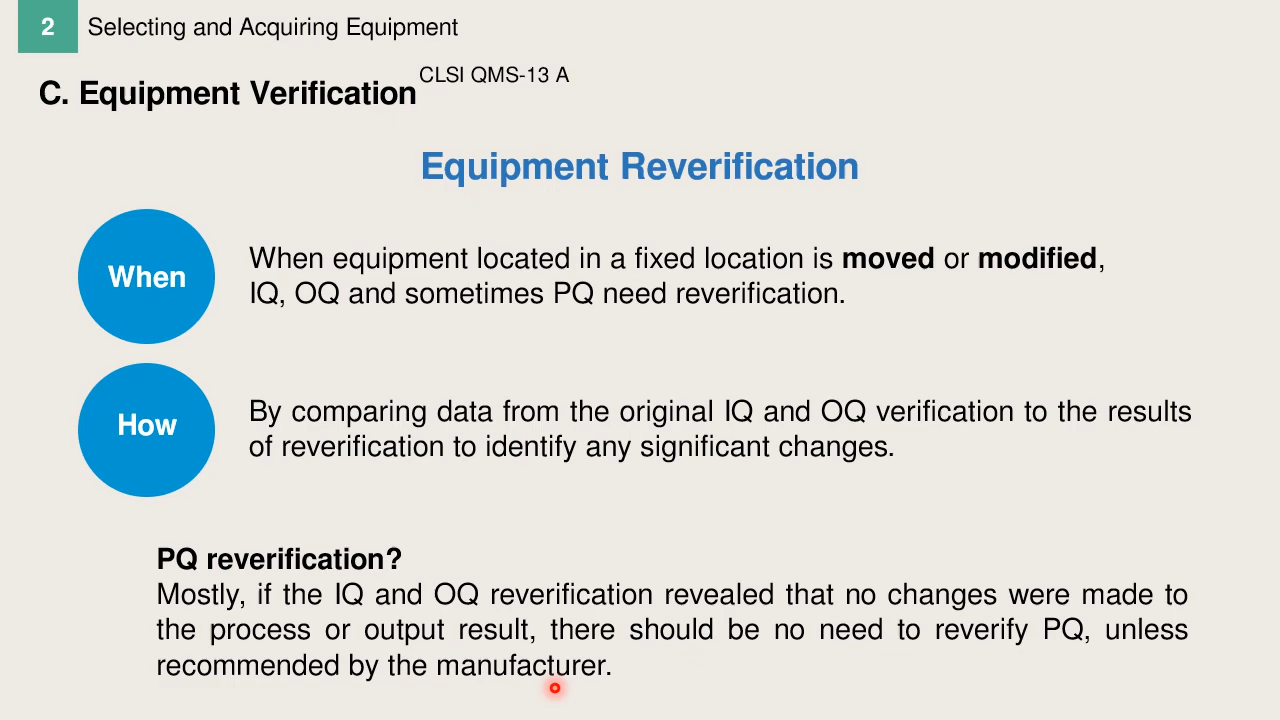 2 Selecting and Acquiring Equipment
C. Equipment Verification CLSI QMS-13 A
Equipment Reverification
When
When equipment located in a fixed location is moved or modified,
IQ, OQ and sometimes PQ need reverification.
How
By comparing data from the original IQ and OQ verification to the results
of reverification to identify any significant changes.
PQ reverification?
Mostly, if the IQ and OQ reverification revealed that no changes were made to
the process or output result, there should be no need to reverify PQ, unless
recommended by the manufacturer.